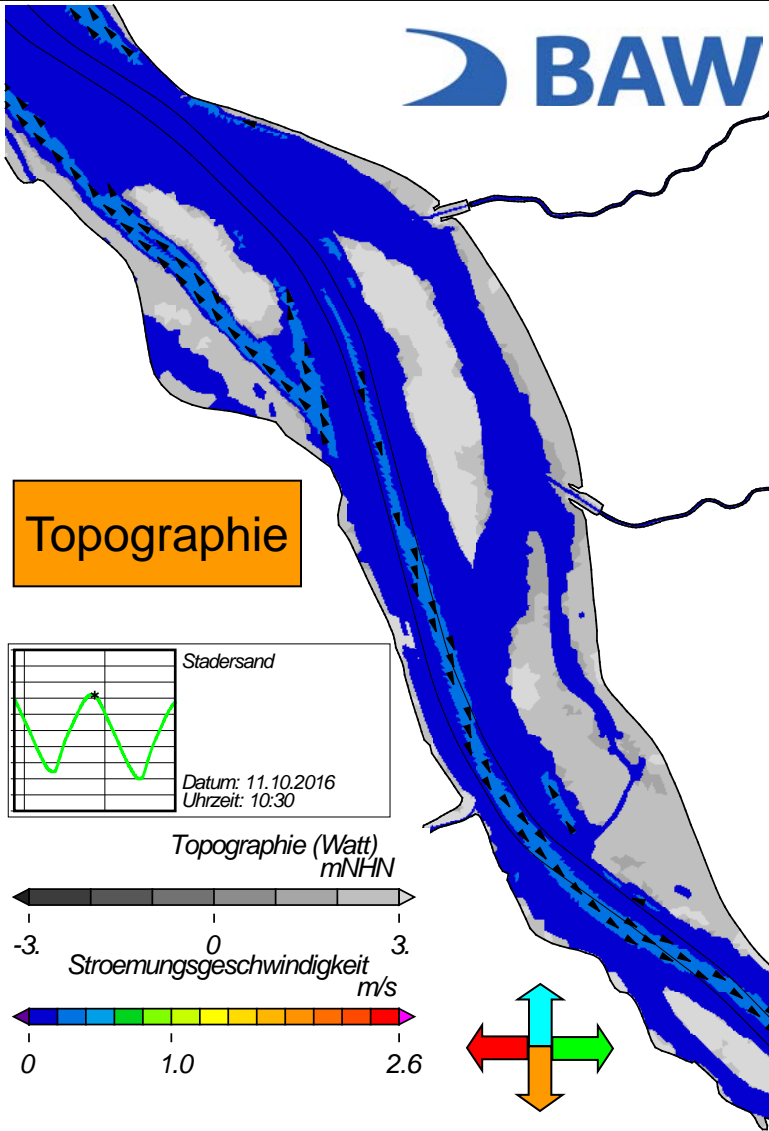 BAW
Topographie
Stadersand
Datum: 11.10.2016
Uhrzeit: 10:30
Topographie (Watt)
mNHN
-3. 0 3.
Stroemungsgeschwindigkeit
m/s
0 1.0 2.6